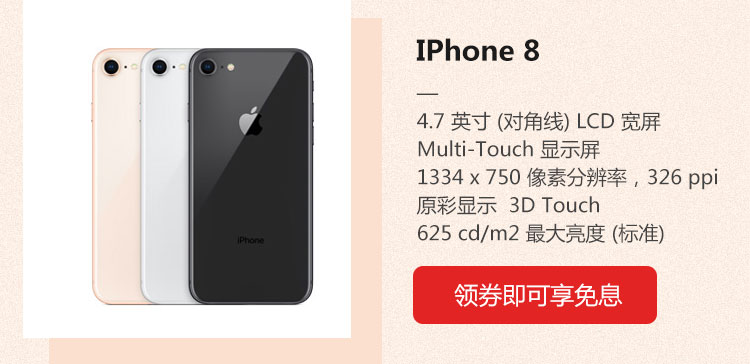 iPhone
IPhone 8
4.7 英寸 (对角线) LCD 宽屏
Multi-Touch 显示屏
1334 x 750 像素分辨率，326 ppi
原彩显示  3D Touch
625 cd/m2 最大亮度 (标准)
领券即可享免息